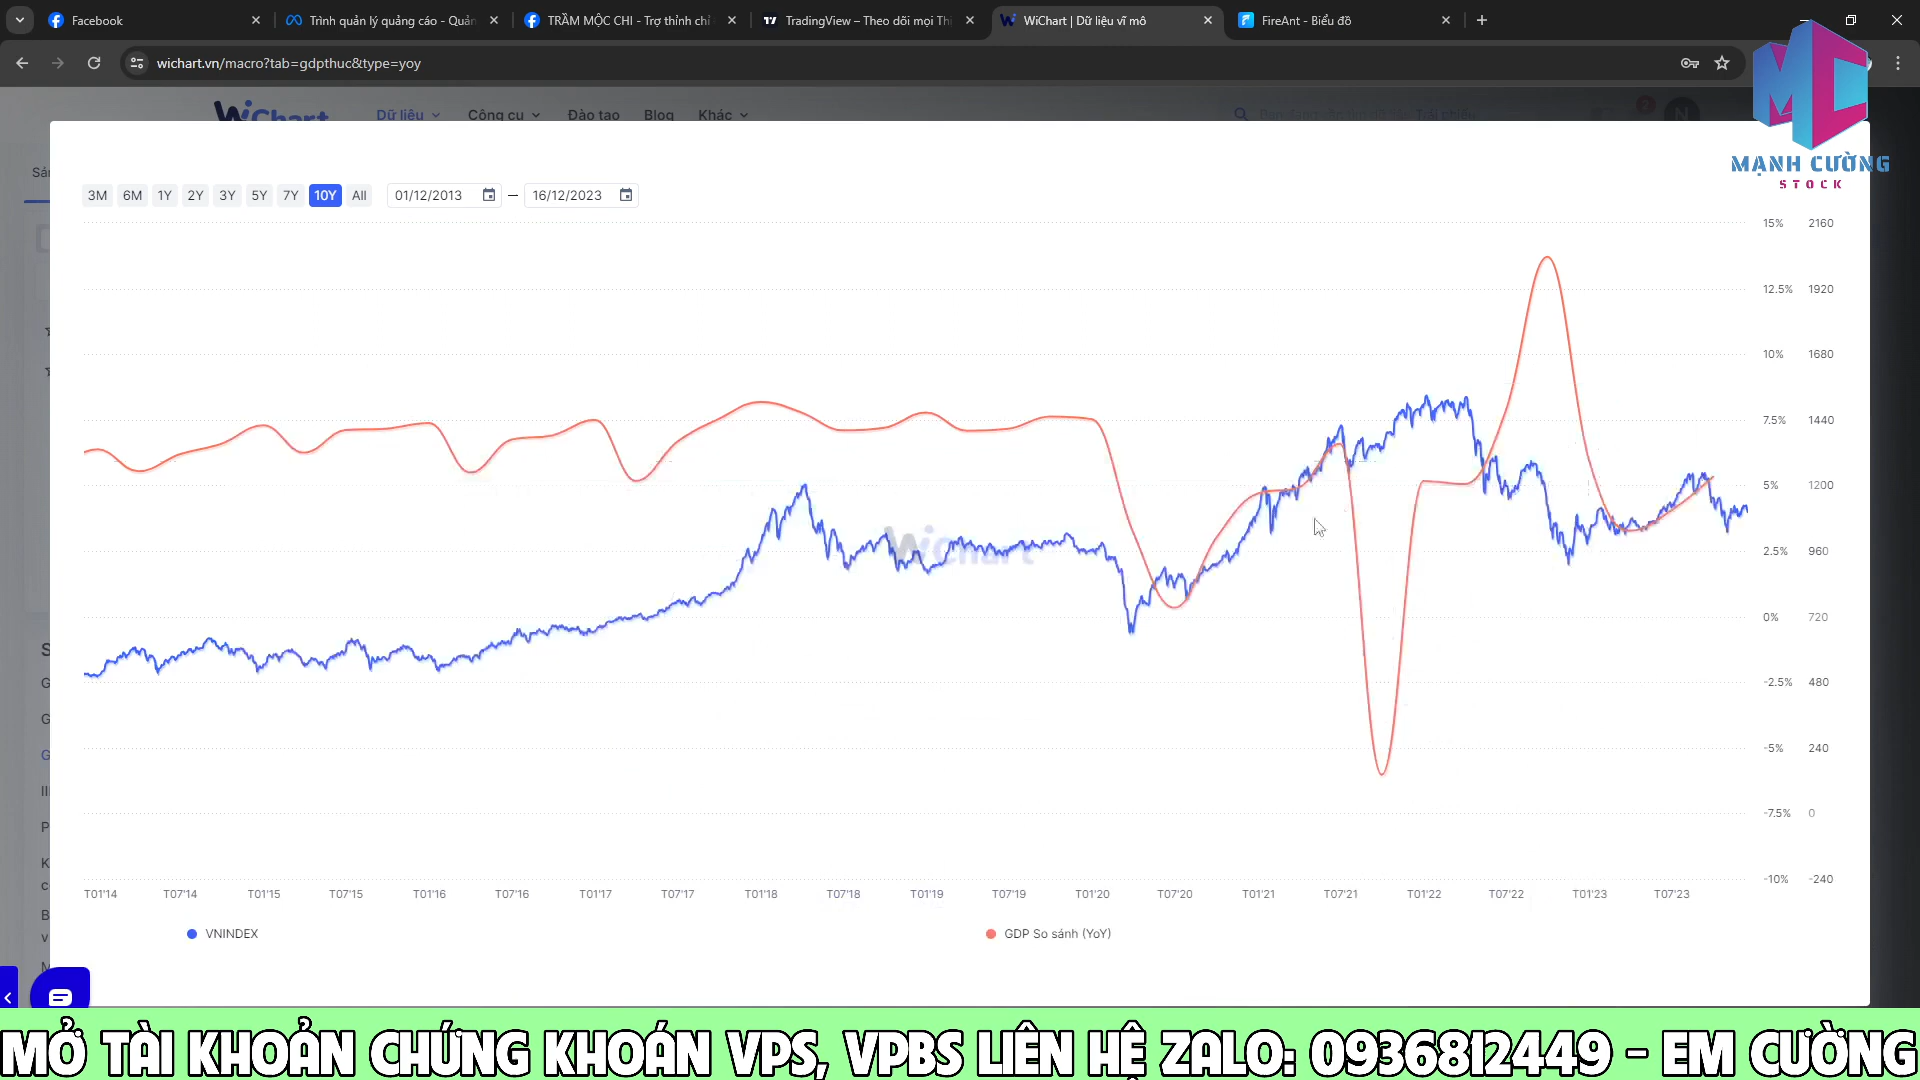 Facebook
Trình quản lý quảng cáo - Quản
TRẦM MỘC CHI - Trợ thỉnh chỉ
TradingView – Theo dõi mọi Th
WiChart | Dữ liệu vĩ mô
FireAnt - Biểu đồ
wichart.vn/macro?tab=gdpthuc&type=yoy
WiChart
Dữ liệu
Công cụ
Đào tạo
Blog
Khác
MẠNH CƯỜNG
STOCK
3M 6M 1Y 2Y 3Y 5Y 7Y 10Y All 01/12/2013 – 16/12/2023
15% 2160
12.5% 1920
10% 1680
7.5% 1440
5% 1200
2.5% 960
0% 720
-2.5% 480
-5% 240
-7.5% 0
-10% -240
WiChart
T01'14 T07'14 T01'15 T07'15 T01'16 T07'16 T01'17 T07'17 T01'18 T07'18 T01'19 T07'19 T01'20 T07'20 T01'21 T07'21 T01'22 T07'22 T01'23 T07'23
VNINDEX
GDP So sánh (YoY)
MỞ TÀI KHOẢN CHỨNG KHOÁN VPS, VPBS LIÊN HỆ ZALO: 0936812449 - EM CƯỜNG